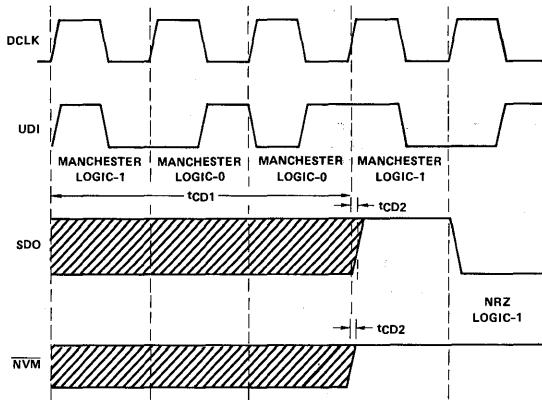 DCLK
UDI
MANCHESTER
LOGIC-1
MANCHESTER
LOGIC-0
MANCHESTER
LOGIC-0
MANCHESTER
LOGIC-1
tCD1
tCD2
SDO
NRZ
LOGIC-1
tCD2
NVM